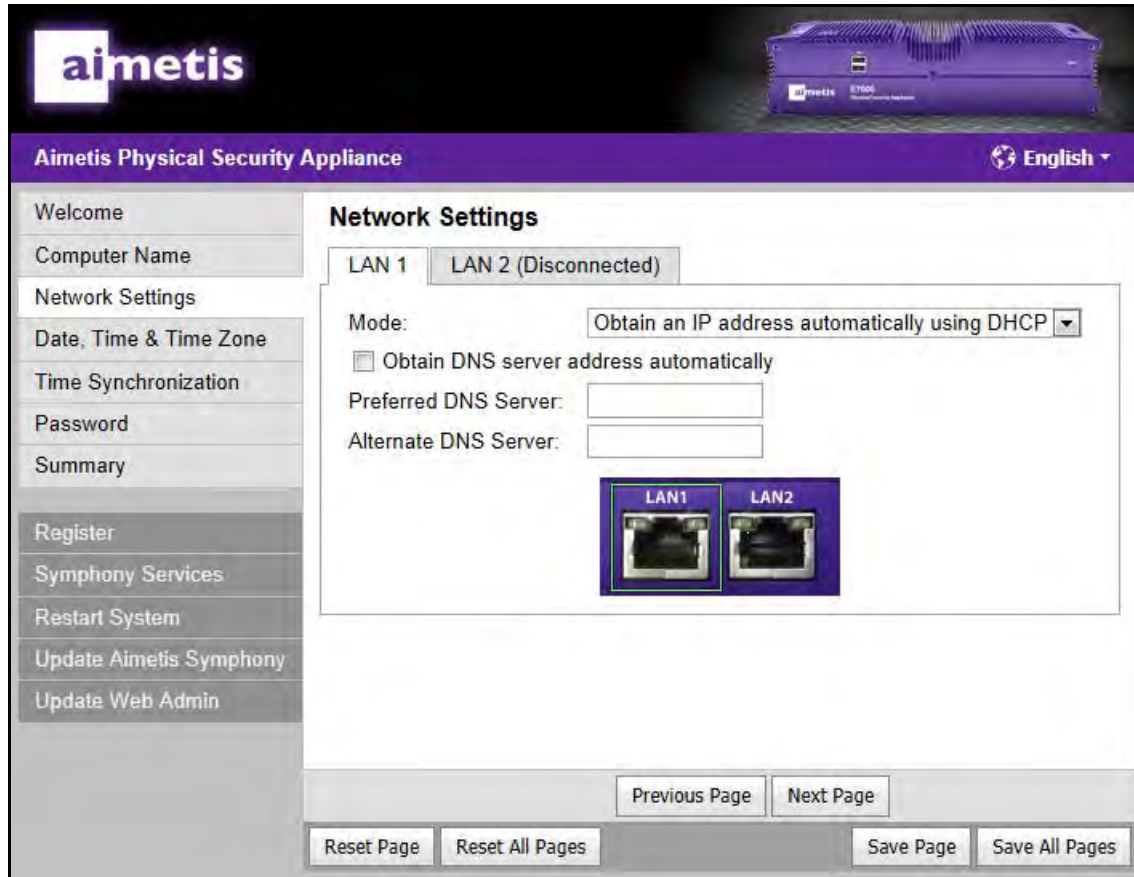 aimetis
aimetis E7000
Aimetis Physical Security Appliance
English
Welcome
Computer Name
Network Settings
Date, Time & Time Zone
Time Synchronization
Password
Summary
Register
Symphony Services
Restart System
Update Aimetis Symphony
Update Web Admin
Network Settings
LAN 1
LAN 2 (Disconnected)
Mode:
Obtain an IP address automatically using DHCP
Obtain DNS server address automatically
Preferred DNS Server:
Alternate DNS Server:
LAN1
LAN2
Previous Page
Next Page
Reset Page
Reset All Pages
Save Page
Save All Pages